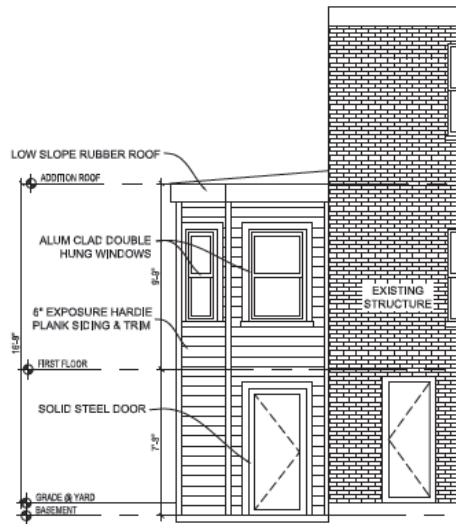 LOW SLOPE RUBBER ROOF
ADDITION ROOF
ALUM CLAD DOUBLE
HUNG WINDOWS
9'-9"
EXISTING
STRUCTURE
6" EXPOSURE HARDIE
PLANK SIDING & TRIM
16'-9"
FIRST FLOOR
SOLID STEEL DOOR
7'-9"
GRADE @ YARD
BASEMENT